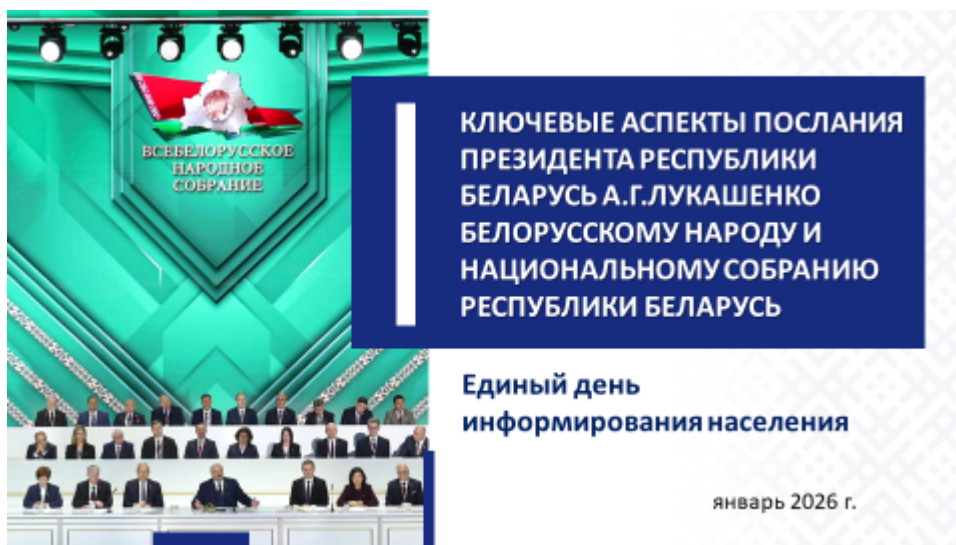 ВСЕБЕЛОРУССКОЕ
НАРОДНОЕ
СОБРАНИЕ
КЛЮЧЕВЫЕ АСПЕКТЫ ПОСЛАНИЯ
ПРЕЗИДЕНТА РЕСПУБЛИКИ
БЕЛАРУСЬ А.Г.ЛУКАШЕНКО
БЕЛОРУССКОМУ НАРОДУ И
НАЦИОНАЛЬНОМУ СОБРАНИЮ
РЕСПУБЛИКИ БЕЛАРУСЬ
Единый день
информирования населения
январь 2026 г.